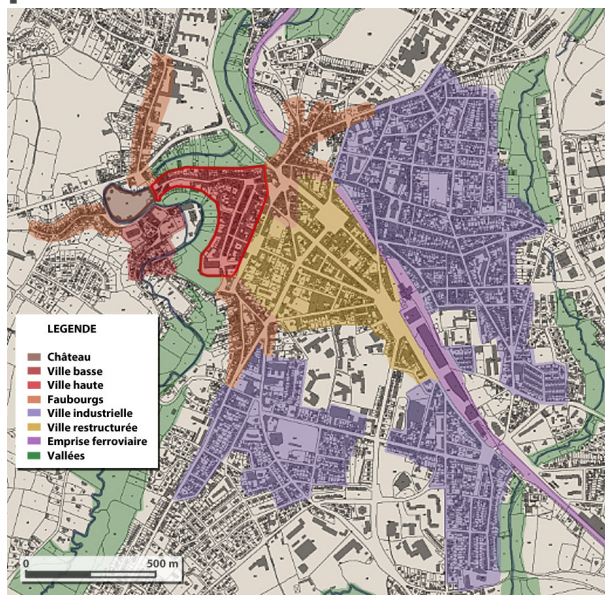 LEGENDE
Château
Ville basse
Ville haute
Faubourgs
Ville industrielle
Ville restructurée
Emprise ferroviaire
Vallées
0 500 m